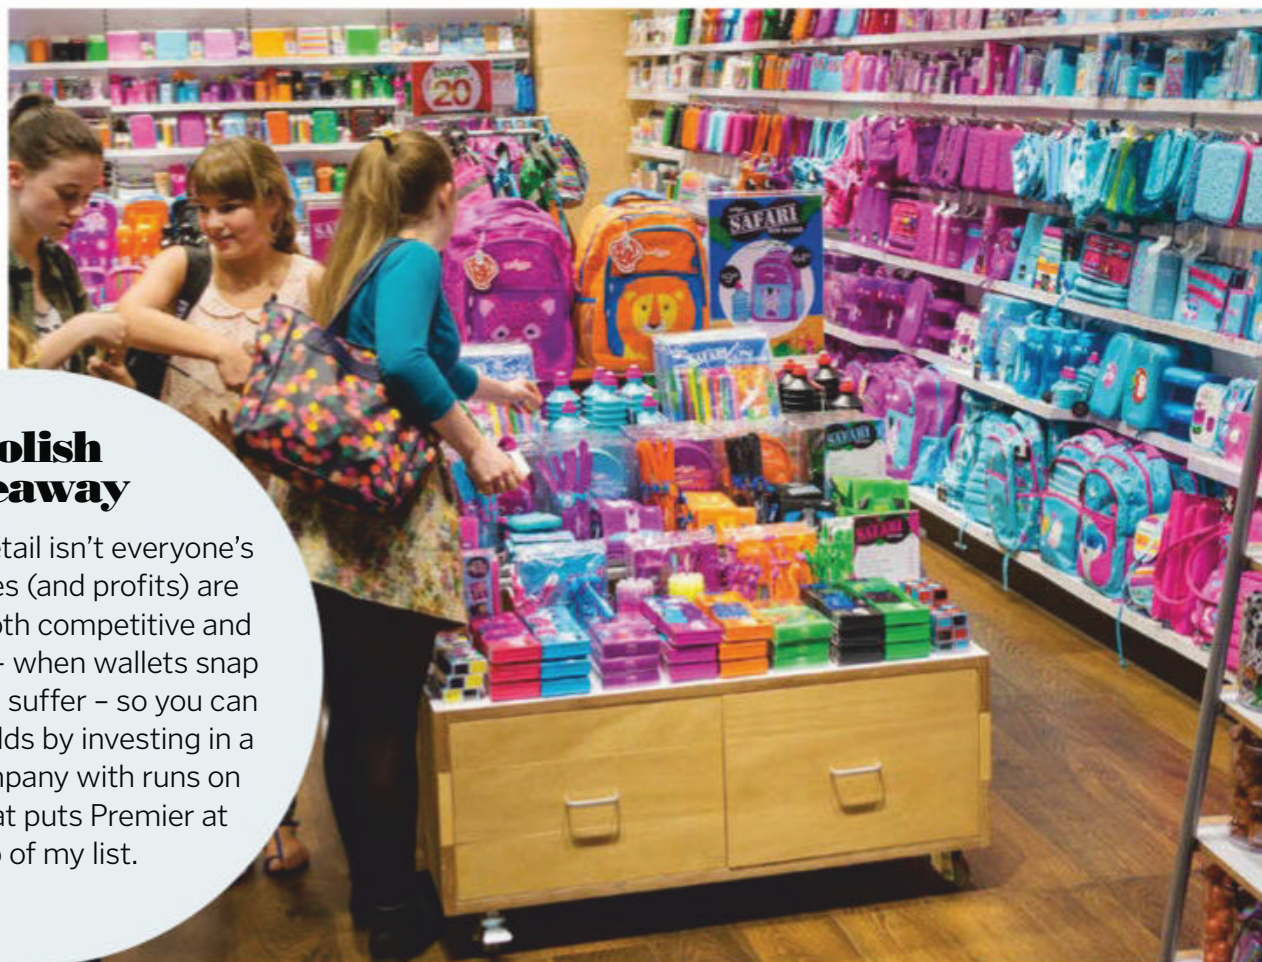 bags
20
SAFARI
SAFARI
SAFARI
SAFARI
olish
eaway
etail isn’t everyone’s
es (and profits) are
oth competitive and
– when wallets snap
suffer – so you can
lds by investing in a
mpany with runs on
at puts Premier at
p of my list.